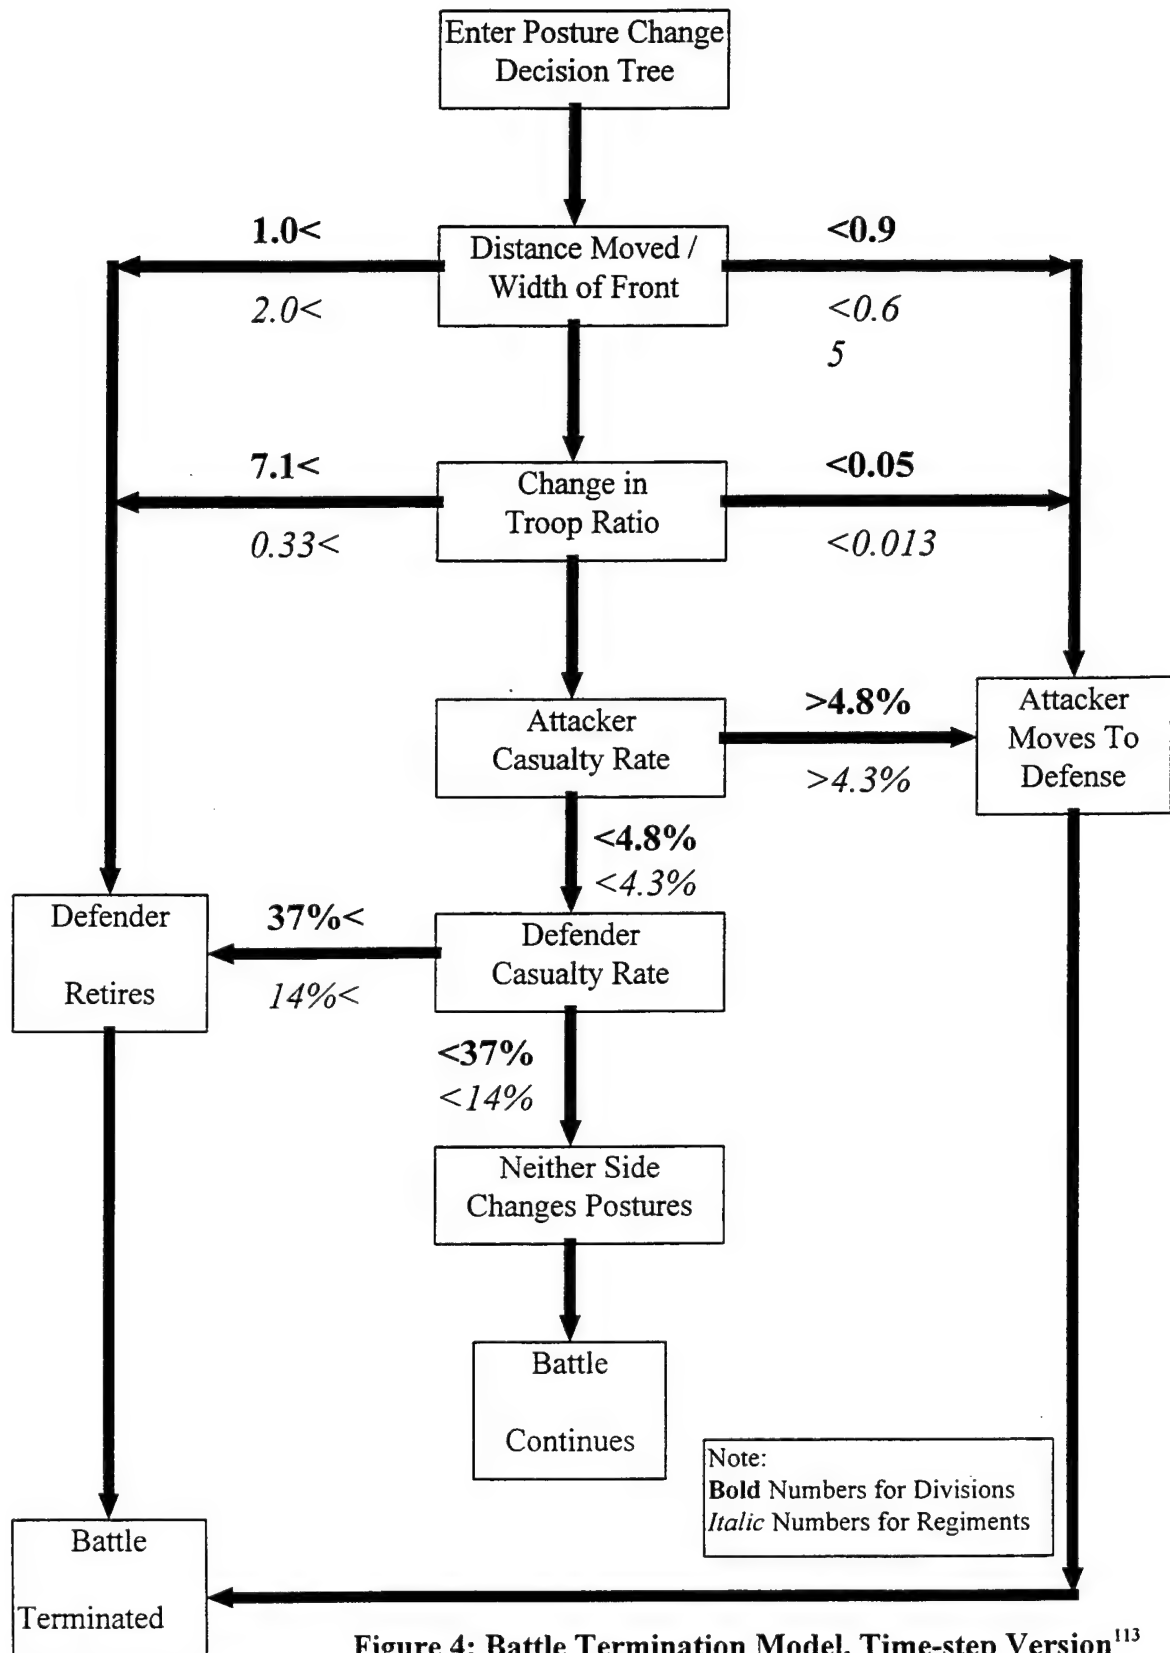 Enter Posture Change
Decision Tree
1.0<
<0.9
Distance Moved /
Width of Front
2.0<
<0.6
5
7.1<
<0.05
Change in
Troop Ratio
0.33<
<0.013
Attacker
Casualty Rate
>4.8%
>4.3%
Attacker
Moves To
Defense
<4.8%
<4.3%
Defender
Retires
37%<
14%<
Defender
Casualty Rate
<37%
<14%
Neither Side
Changes Postures
Battle
Continues
Note:
Bold Numbers for Divisions
Italic Numbers for Regiments
Battle
Terminated
Figure 4: Battle Termination Model, Time-step Version113